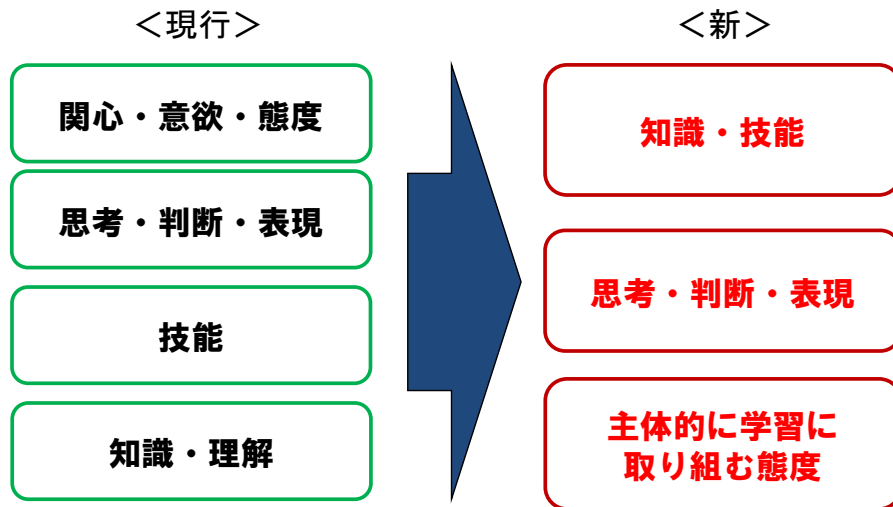 ＜現行＞
関心・意欲・態度
思考・判断・表現
技能
知識・理解
＜新＞
知識・技能
思考・判断・表現
主体的に学習に
取り組む態度